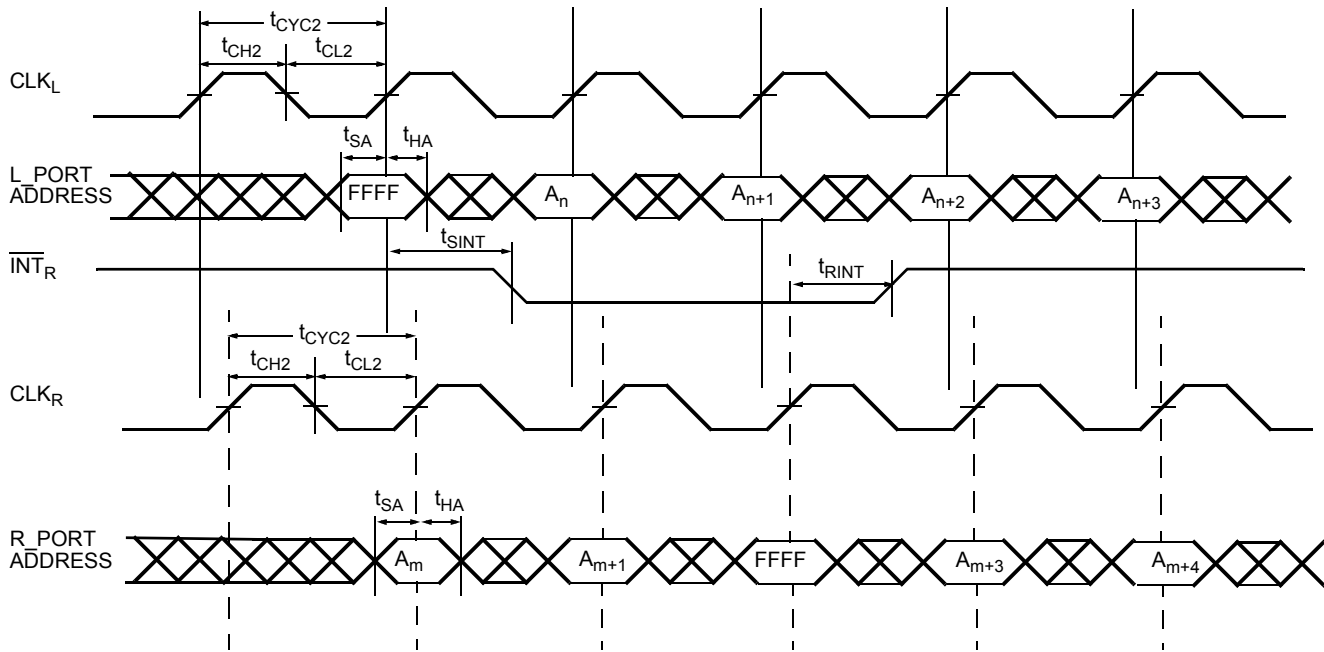 tCYC2
tCH2 tCL2
CLKL
tSA tHA
L_PORT
ADDRESS
FFFF An An+1 An+2 An+3
tSINT
INTR
tRINT
tCYC2
tCH2 tCL2
CLKR
tSA tHA
R_PORT
ADDRESS
Am Am+1 FFFF Am+3 Am+4